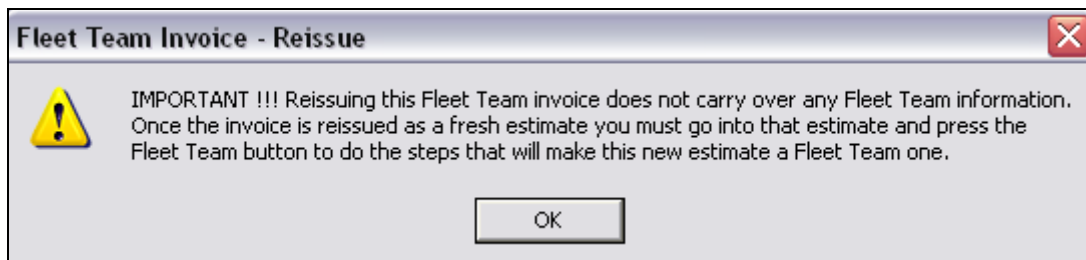 Fleet Team Invoice - Reissue
IMPORTANT !!! Reissuing this Fleet Team invoice does not carry over any Fleet Team information.
Once the invoice is reissued as a fresh estimate you must go into that estimate and press the
Fleet Team button to do the steps that will make this new estimate a Fleet Team one.
OK